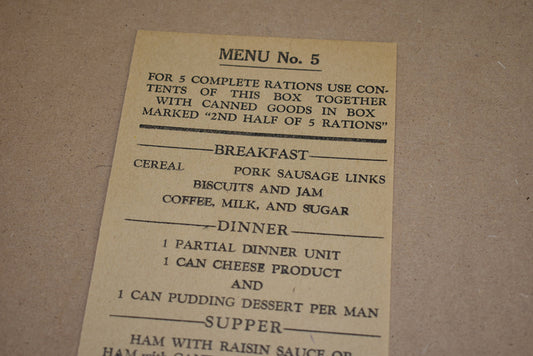 MENU No. 5
FOR 5 COMPLETE RATIONS USE CON-
TENTS OF THIS BOX TOGETHER
WITH CANNED GOODS IN BOX
MARKED “2ND HALF OF 5 RATIONS”
BREAKFAST
CEREAL PORK SAUSAGE LINKS
BISCUITS AND JAM
COFFEE, MILK, AND SUGAR
DINNER
1 PARTIAL DINNER UNIT
1 CAN CHEESE PRODUCT
AND
1 CAN PUDDING DESSERT PER MAN
SUPPER
HAM WITH RAISIN SAUCE OR
HAM with